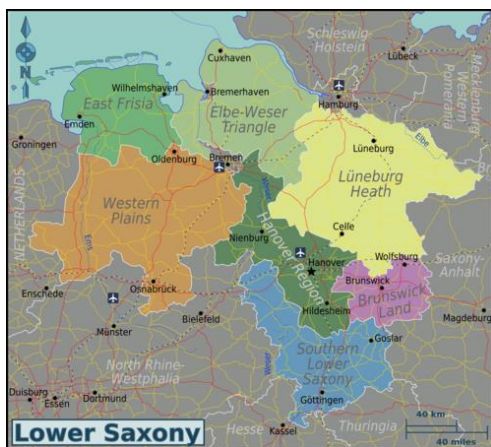 Schleswig-
Holstein
Lübeck
Mecklenburg
Western
Pomerania
Cuxhaven
Wilhelmshaven
Bremerhaven
Hamburg
East Frisia
Elbe-Weser
Triangle
Emden
Elbe
Groningen
Lüneburg
Oldenburg
Bremen
Lüneburg
Heath
NETHERLANDS
Western
Plains
Weser
Ems
Celle
Nienburg
Hanover Region
Hanover
Wolfsburg
Saxony-
Anhalt
Enschede
Osnabrück
Brunswick
Brunswick
Land
Hildesheim
Magdeburg
Münster
Bielefeld
Goslar
Southern
Lower
Saxony
North Rhine-
Westphalia
Weser
Duisburg
Essen
Dortmund
Göttingen
Kassel
Hesse
Thuringia
N
Lower Saxony
40 km
40 miles